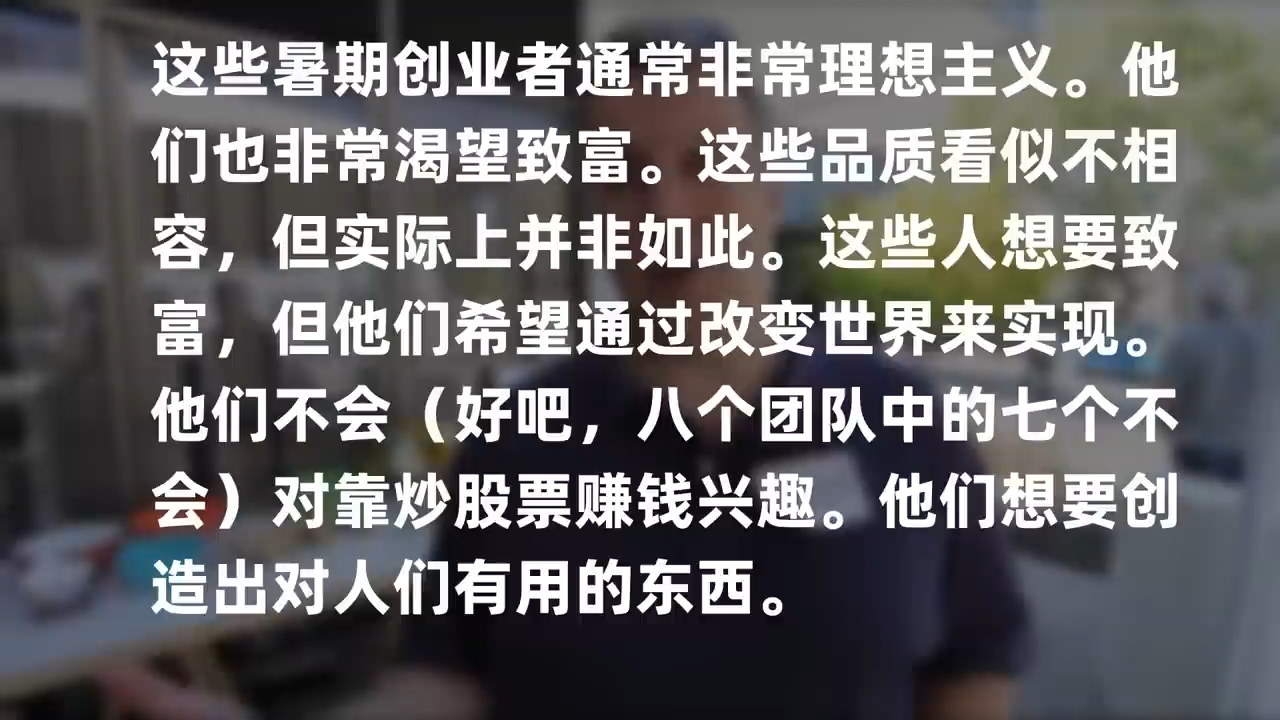 这些暑期创业者通常非常理想主义。他
们也非常渴望致富。这些品质看似不相
容，但实际上并非如此。这些人想要致
富，但他们希望通过改变世界来实现。
他们不会（好吧，八个团队中的七个不
会）对靠炒股票赚钱兴趣。他们想要创
造出对人们有用的东西。